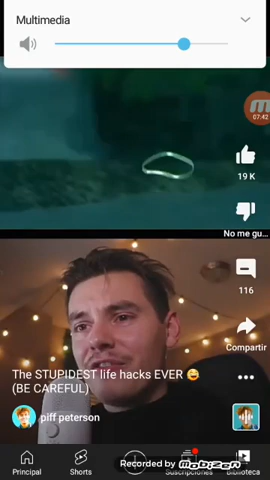 Multimedia
07:42
19 K
No me gu...
116
Compartir
The STUPIDEST life hacks EVER 😂
(BE CAREFUL)
piff peterson
Recorded by MOBIZEN
Principal
Shorts
Suscripciones
Biblioteca